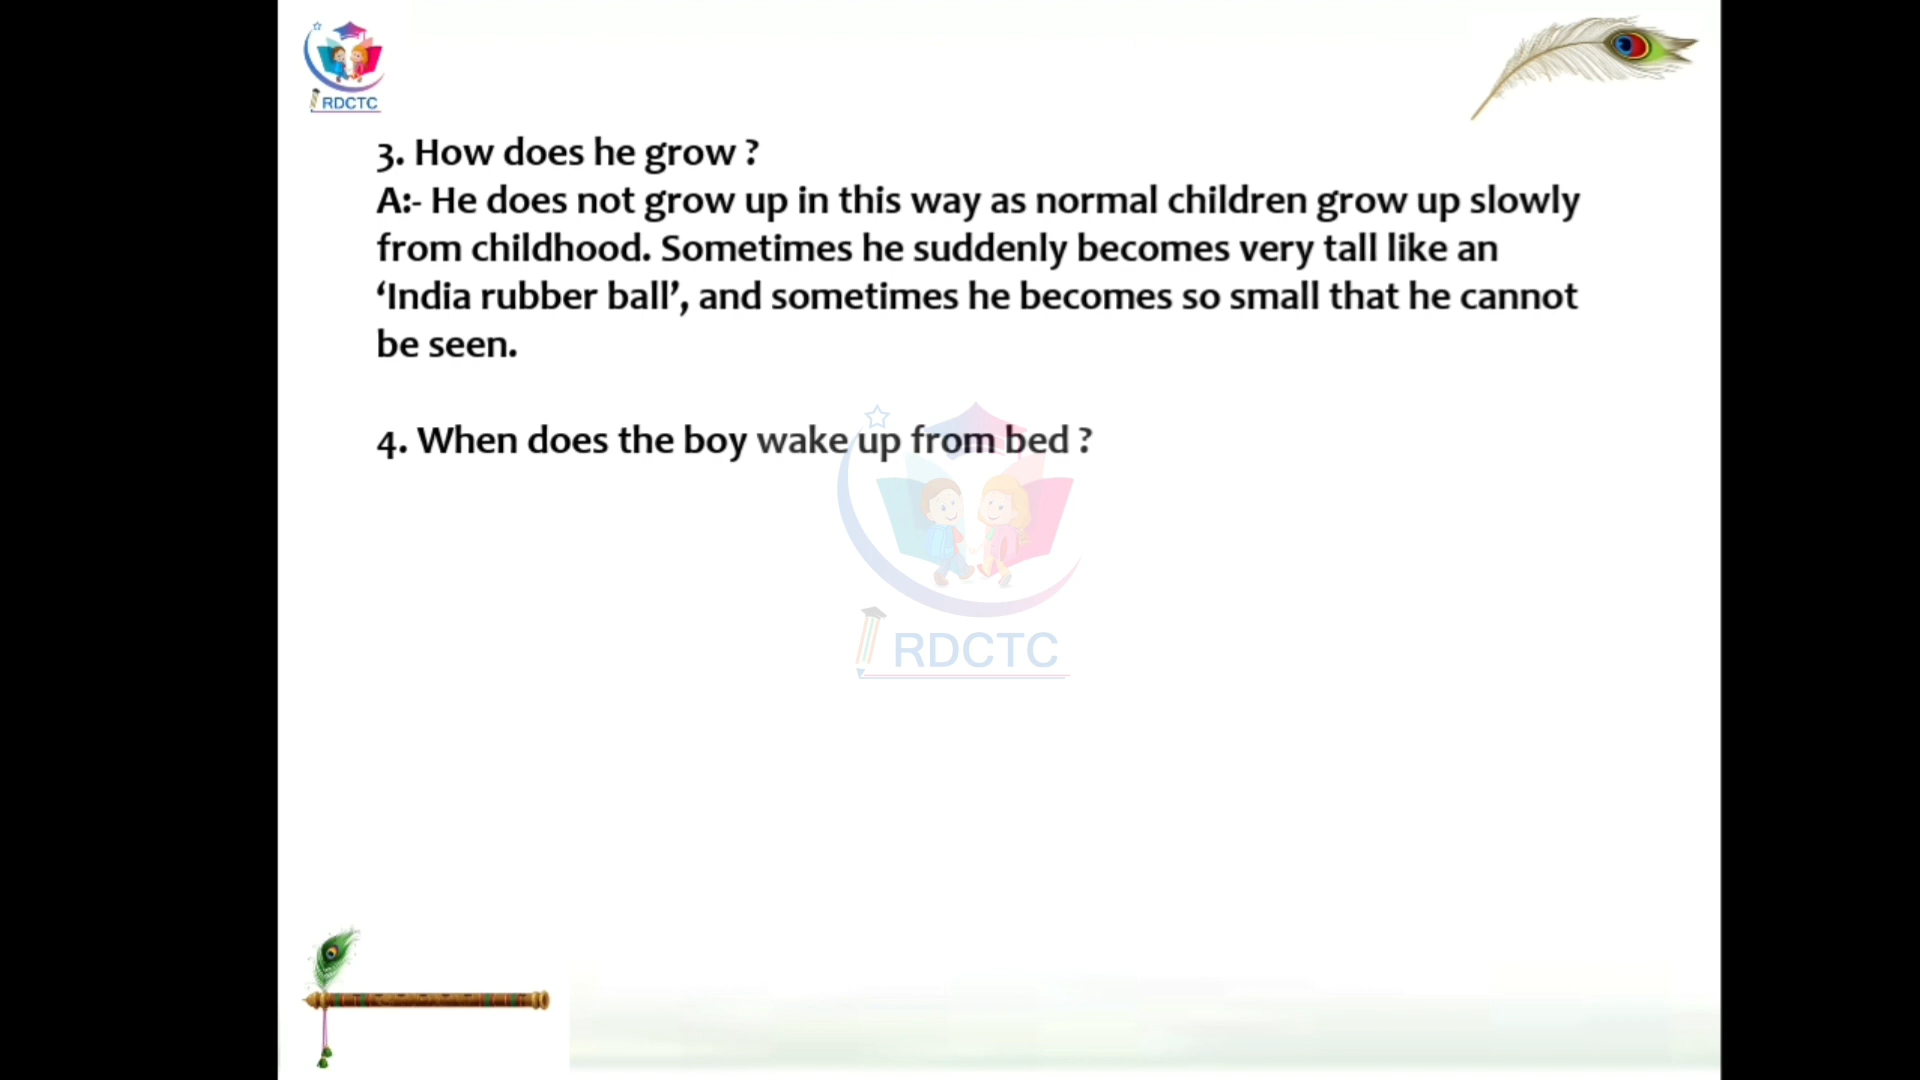 RDCTC
3. How does he grow ?
A:- He does not grow up in this way as normal children grow up slowly
from childhood. Sometimes he suddenly becomes very tall like an
‘India rubber ball’, and sometimes he becomes so small that he cannot
be seen.
4. When does the boy wake up from bed ?
RDCTC